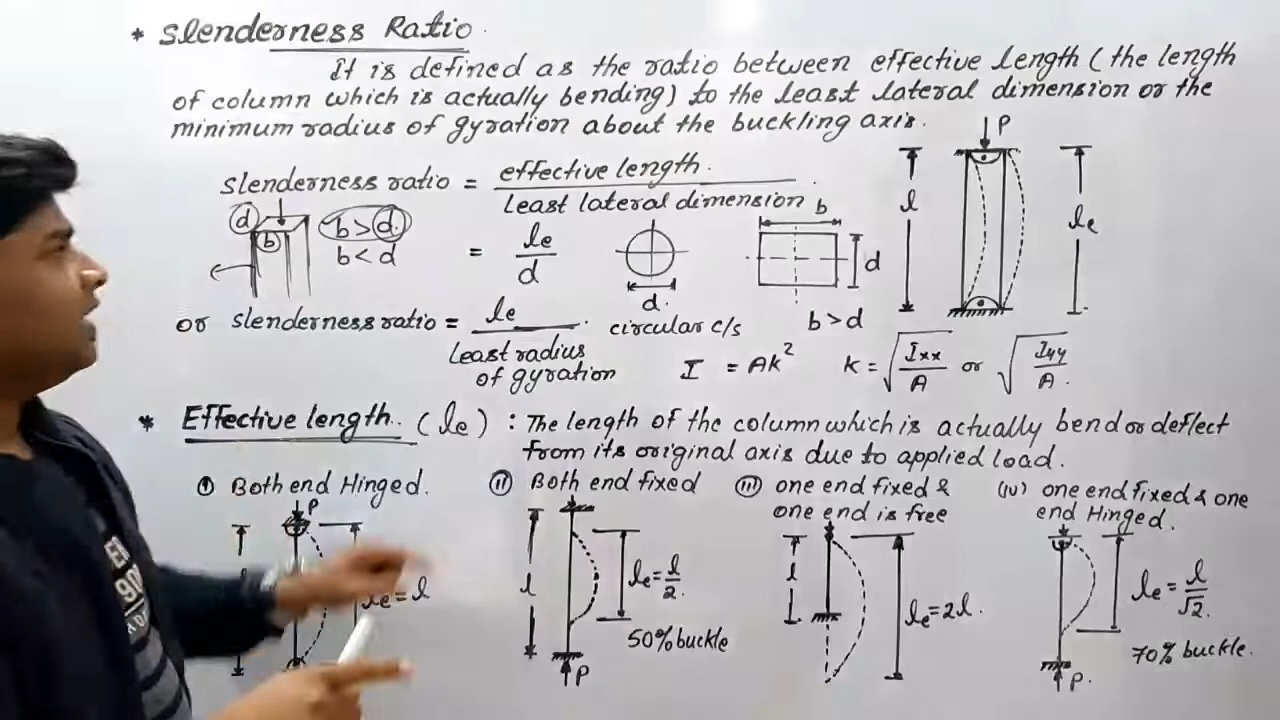 * Slenderness Ratio
It is defined as the ratio between effective length (the length
of column which is actually bending) to the least lateral dimension or the
minimum radius of gyration about the buckling axis.
P
slenderness ratio = effective length
Least lateral dimension
d
b
b > d
b < d
= le
d
d
circular c/s
b
d
b > d
l
le
or slenderness ratio = le
Least radius
of gyration
I = AK²
K = √Ixx/A or √Iyy/A
* Effective length (le) : The length of the column which is actually bend or deflect
from its original axis due to applied load.
(i) Both end Hinged.
P
le = l
(ii) Both end fixed
l
le = l/2
50% buckle
P
(iii) one end fixed &
one end is free
l
le = 2l.
(iv) one end fixed & one
end Hinged.
le = l/√2.
70% buckle.
P.